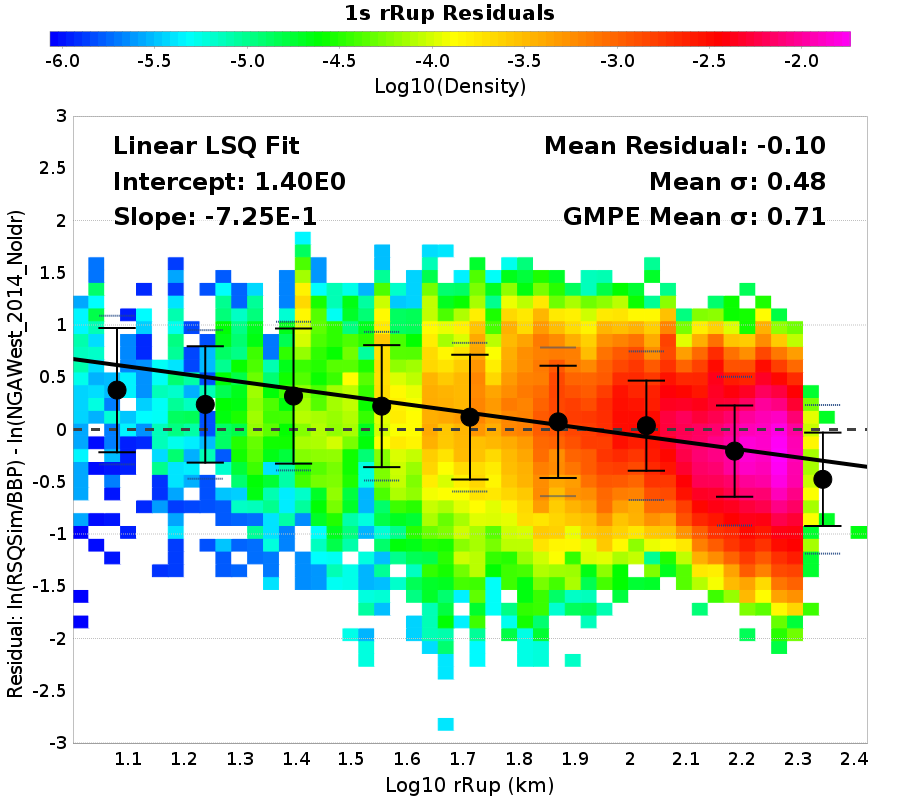 1s rRup Residuals
-6.0 -5.5 -5.0 -4.5 -4.0 -3.5 -3.0 -2.5 -2.0
Log10(Density)
Linear LSQ Fit
Intercept: 1.40E0
Slope: -7.25E-1
Mean Residual: -0.10
Mean σ: 0.48
GMPE Mean σ: 0.71
Residual: ln(RSQSim/BBP) - ln(NGAWest_2014_NoIdr)
3
2.5
2
1.5
1
0.5
0
-0.5
-1
-1.5
-2
-2.5
-3
1.1 1.2 1.3 1.4 1.5 1.6 1.7 1.8 1.9 2 2.1 2.2 2.3 2.4
Log10 rRup (km)